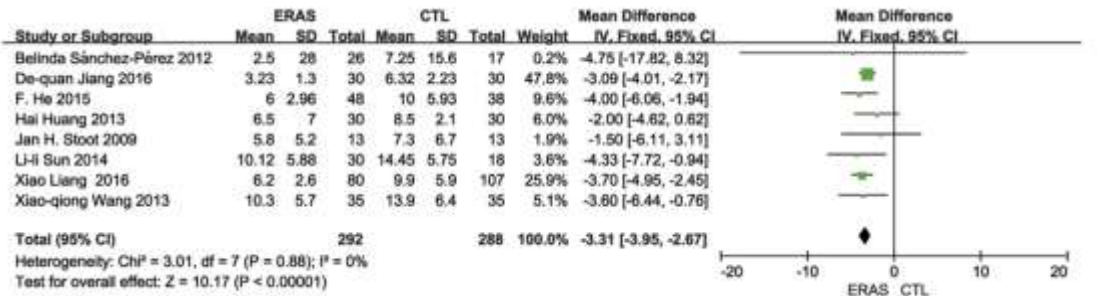 ERAS CTL Mean Difference Mean Difference
Study or Subgroup Mean SD Total Mean SD Total Weight IV, Fixed, 95% CI IV, Fixed, 95% CI
Belinda Sánchez-Pérez 2012 2.5 28 26 7.25 15.6 17 0.2% -4.75 [-17.82, 8.32]
De-quan Jiang 2016 3.23 1.3 30 6.32 2.23 30 47.8% -3.09 [-4.01, -2.17]
F. He 2015 6 2.96 48 10 5.93 38 9.6% -4.00 [-6.06, -1.94]
Hai Huang 2013 6.5 7 30 8.5 2.1 30 6.0% -2.00 [-4.62, 0.62]
Jan H. Stoot 2009 5.8 5.2 13 7.3 6.7 13 1.9% -1.50 [-6.11, 3.11]
Li-li Sun 2014 10.12 5.88 30 14.45 5.75 18 3.6% -4.33 [-7.72, -0.94]
Xiao Liang 2016 6.2 2.6 80 9.9 5.9 107 25.9% -3.70 [-4.95, -2.45]
Xiao-qiong Wang 2013 10.3 5.7 35 13.9 6.4 35 5.1% -3.60 [-6.44, -0.76]
Total (95% CI) 292 288 100.0% -3.31 [-3.95, -2.67]
Heterogeneity: Chi² = 3.01, df = 7 (P = 0.88); I² = 0%
Test for overall effect: Z = 10.17 (P < 0.00001)
-20 -10 0 10 20
ERAS CTL